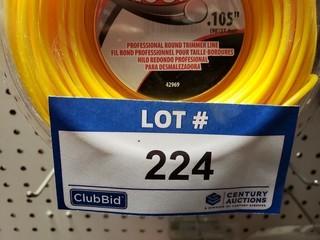 .105"
PROFESSIONAL ROUND TRIMMER LINE
FIL ROND PROFESSIONNEL POUR TAILLE-BORDURES
HILO REDONDO PROFESIONAL
PARA DESMALEZADORA
42969
LOT #
224
ClubBid
CENTURY
AUCTIONS